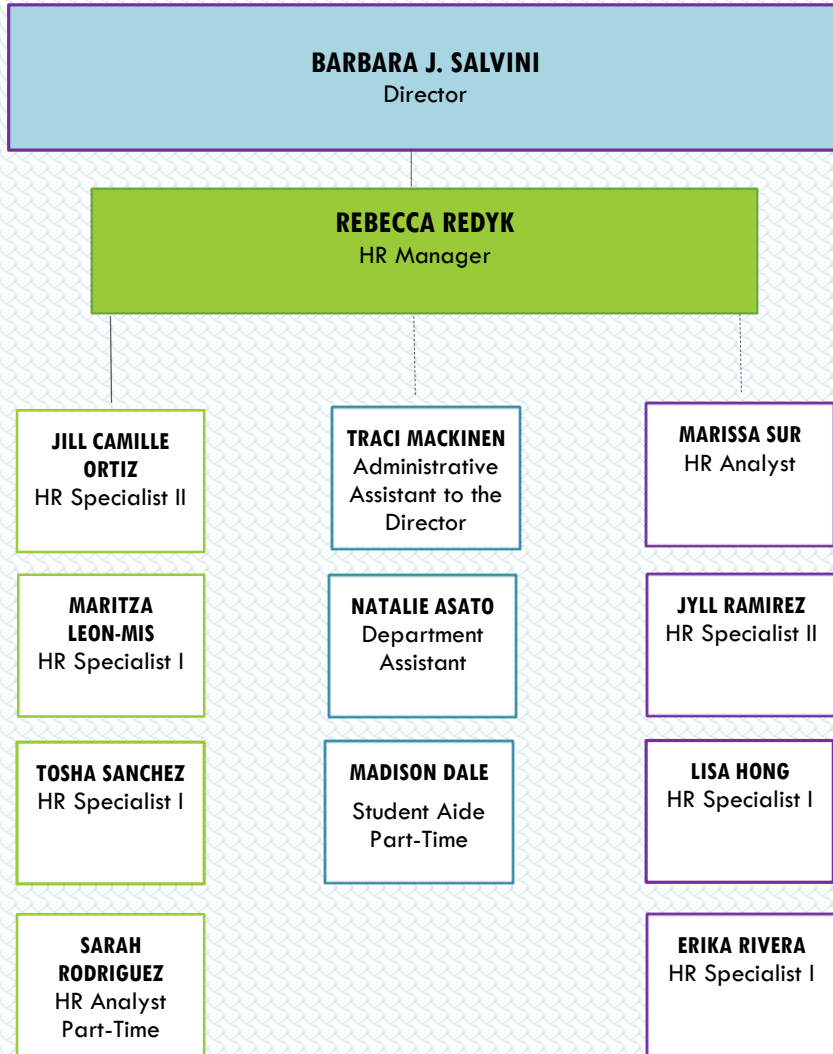 BARBARA J. SALVINI
Director
REBECCA REDYK
HR Manager
JILL CAMILLE
ORTIZ
HR Specialist II
MARITZA
LEON-MIS
HR Specialist I
TOSHA SANCHEZ
HR Specialist I
SARAH
RODRIGUEZ
HR Analyst
Part-Time
TRACI MACKINEN
Administrative
Assistant to the
Director
NATALIE ASATO
Department
Assistant
MADISON DALE
Student Aide
Part-Time
MARISSA SUR
HR Analyst
JYLL RAMIREZ
HR Specialist II
LISA HONG
HR Specialist I
ERIKA RIVERA
HR Specialist I